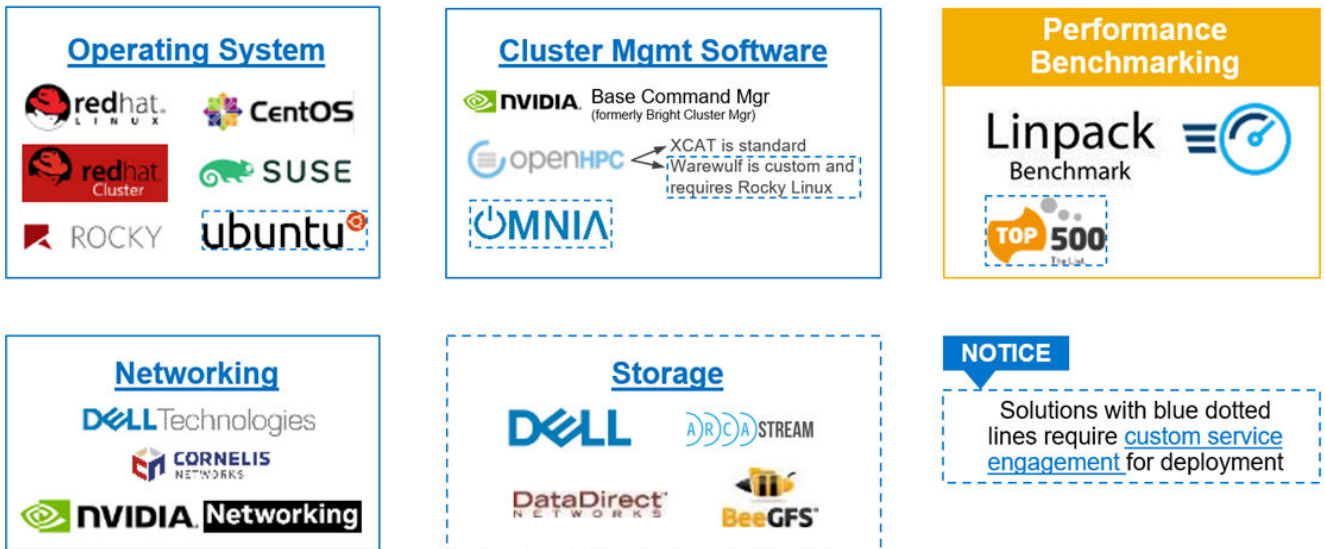 Operating System
redhat.
LINUX
CentOS
redhat.
Cluster
SUSE
ROCKY
ubuntu
Cluster Mgmt Software
NVIDIA. Base Command Mgr
(formerly Bright Cluster Mgr)
openHPC
XCAT is standard
Warewulf is custom and
requires Rocky Linux
OMNIA
Performance
Benchmarking
Linpack
Benchmark
TOP 500
The List
Networking
DELL Technologies
CORNELIS
NETWORKS
NVIDIA. Networking
Storage
DELL
ARCASTREAM
DataDirect
NETWORKS
BeeGFS
NOTICE
Solutions with blue dotted
lines require custom service
engagement for deployment